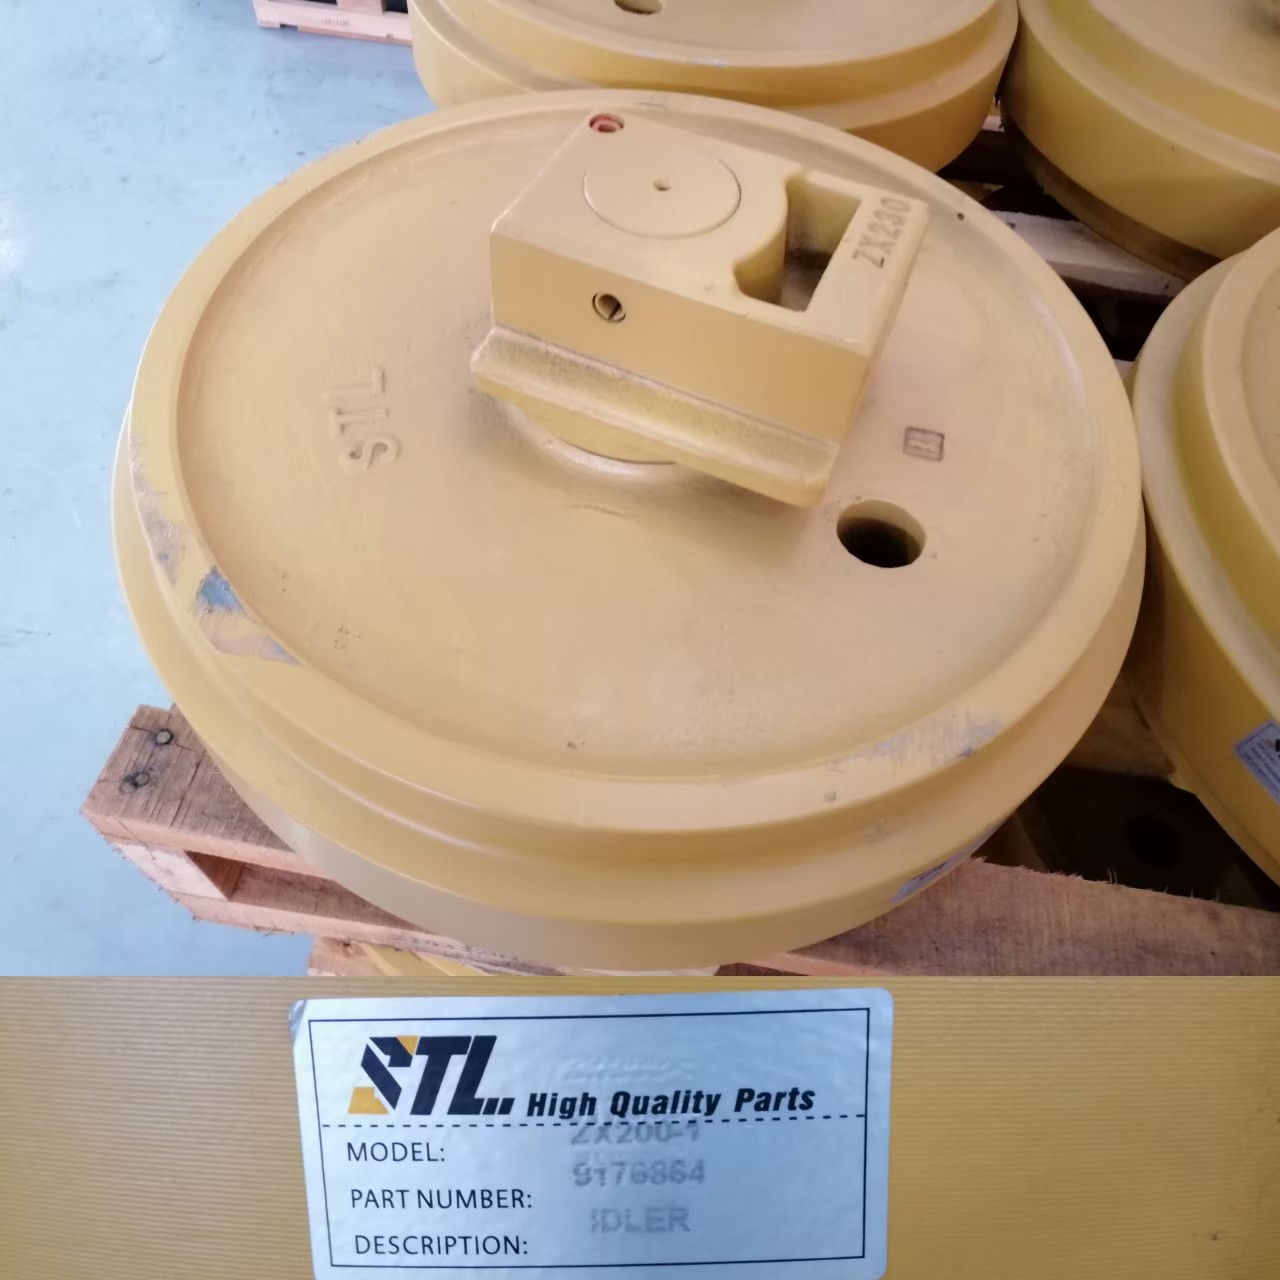 ZX230
STL
STL
High Quality Parts
MODEL:
ZX200-1
PART NUMBER:
9176864
DESCRIPTION:
IDLER